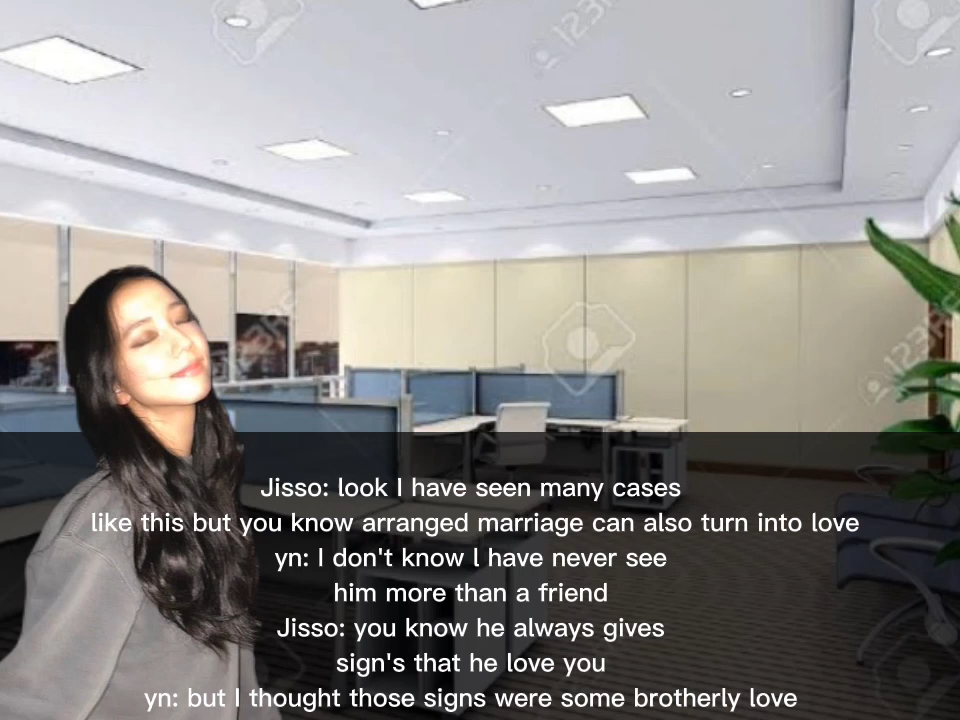 Jisso: look I have seen many cases
like this but you know arranged marriage can also turn into love
yn: I don't know I have never see
him more than a friend
Jisso: you know he always gives
sign's that he love you
yn: but I thought those signs were some brotherly love